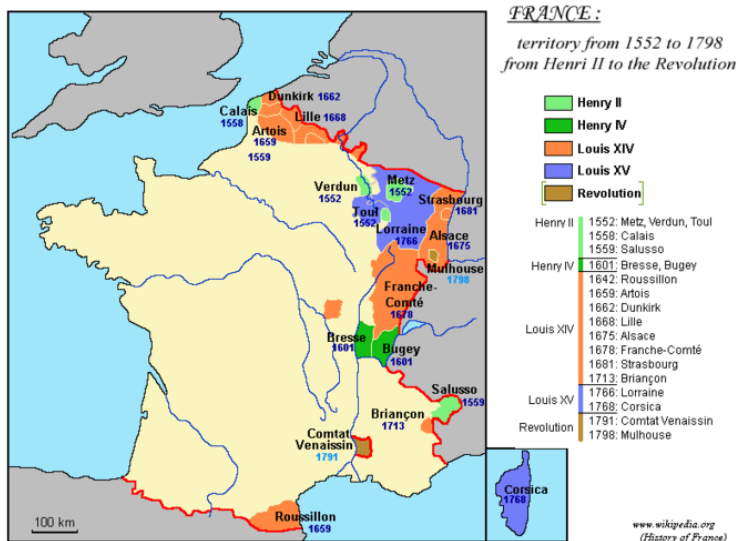 FRANCE :
territory from 1552 to 1798
from Henri II to the Revolution
Henry II
Henry IV
Louis XIV
Louis XV
Revolution
Henry II
1552: Metz, Verdun, Toul
1558: Calais
1559: Salusso
Henry IV
1601: Bresse, Bugey
Louis XIV
1642: Roussillon
1659: Artois
1662: Dunkirk
1668: Lille
1675: Alsace
1678: Franche-Comté
1681: Strasbourg
1713: Briançon
Louis XV
1766: Lorraine
1768: Corsica
Revolution
1791: Comtat Venaissin
1798: Mulhouse
Dunkirk 1662
Calais
1558
Lille 1668
Artois
1659
1559
Verdun
1552
Metz
1552
Toul
1552
Strasbourg
1681
Lorraine
1766
Alsace
1675
Mulhouse
1798
Franche-
Comté
1678
Bresse
1601
Bugey
1601
Salusso
1559
Briançon
1713
Comtat
Venaissin
1791
Roussillon
1659
Corsica
1768
100 km
www.wikipedia.org
(History of France)